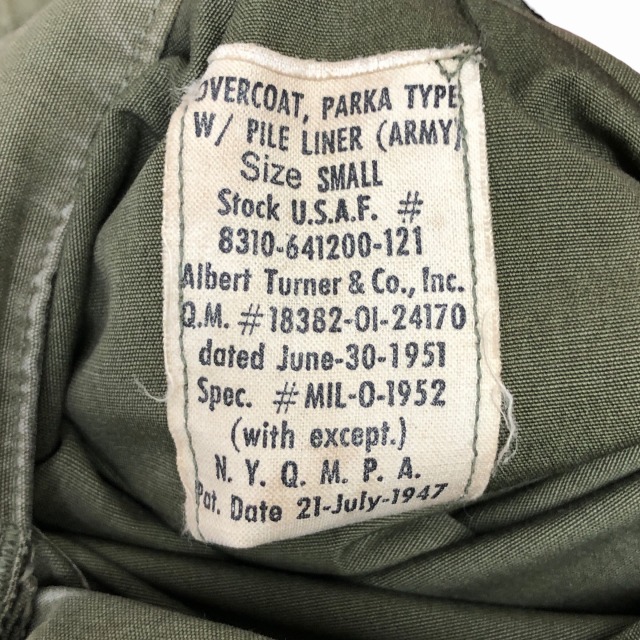 OVERCOAT, PARKA TYPE
W/ PILE LINER (ARMY)
Size SMALL
Stock U.S.A.F. #
8310-641200-121
Albert Turner & Co., Inc.
Q.M. #18382-01-24170
dated June-30-1951
Spec. # MIL-O-1952
(with except.)
N. Y. Q. M. P. A.
Pat. Date 21-July-1947